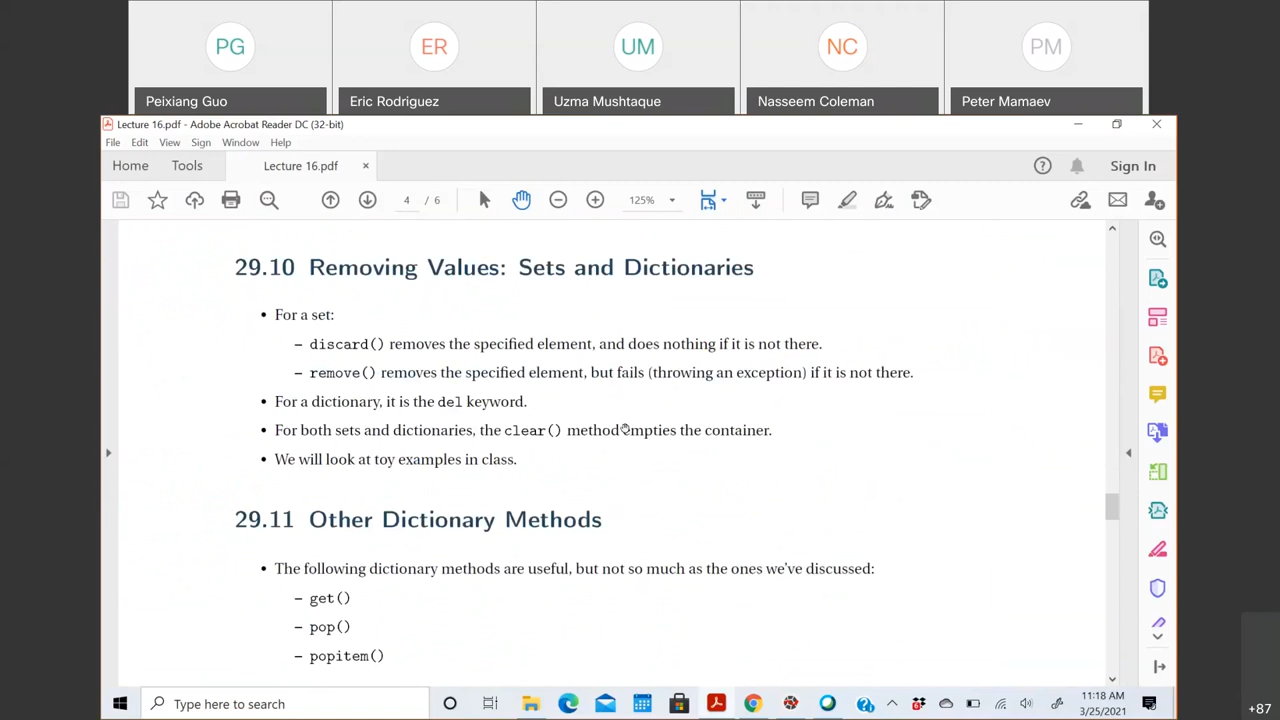 PG ER UM NC PM
Peixiang Guo Eric Rodriguez Uzma Mushtaque Nasseem Coleman Peter Mamaev
Lecture 16.pdf - Adobe Acrobat Reader DC (32-bit)
File Edit View Sign Window Help
Home Tools Lecture 16.pdf × Sign In
4 / 6 125%
29.10 Removing Values: Sets and Dictionaries
• For a set:
– discard() removes the specified element, and does nothing if it is not there.
– remove() removes the specified element, but fails (throwing an exception) if it is not there.
• For a dictionary, it is the del keyword.
• For both sets and dictionaries, the clear() method empties the container.
• We will look at toy examples in class.
29.11 Other Dictionary Methods
• The following dictionary methods are useful, but not so much as the ones we've discussed:
– get()
– pop()
– popitem()
Type here to search
11:18 AM
3/25/2021
+87